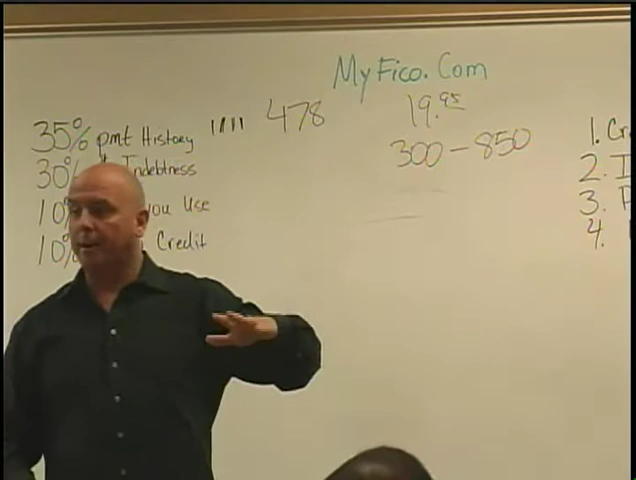 MyFico.Com
19.95
300 - 850
35% pmt History IIII 478
30% Indebtness
10% you Use
10% Credit
1. Cr
2. I
3. P
4.